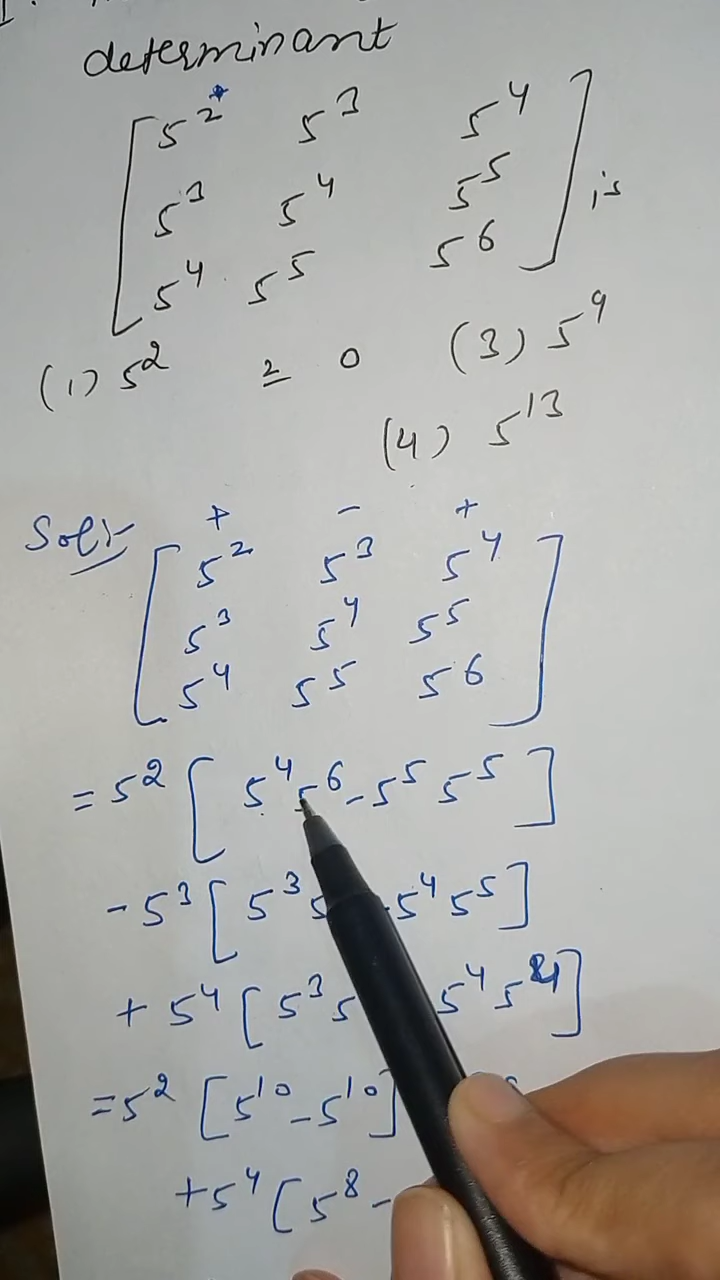 determinant
[ 5² 5³ 5⁴
5³ 5⁴ 5⁵
5⁴ 5⁵ 5⁶ ] is
(1) 5² 2 0 (3) 5⁹
(4) 5¹³
Sol:- + - +
[ 5² 5³ 5⁴
5³ 5⁴ 5⁵
5⁴ 5⁵ 5⁶ ]
= 5² [ 5⁴ 5⁶ - 5⁵ 5⁵ ]
- 5³ [ 5³ 5 - 5⁴ 5⁵ ]
+ 5⁴ [ 5³ 5 5⁴ 5⁴ ]
= 5² [ 5¹⁰ - 5¹⁰ ]
+ 5⁴ [ 5⁸ -